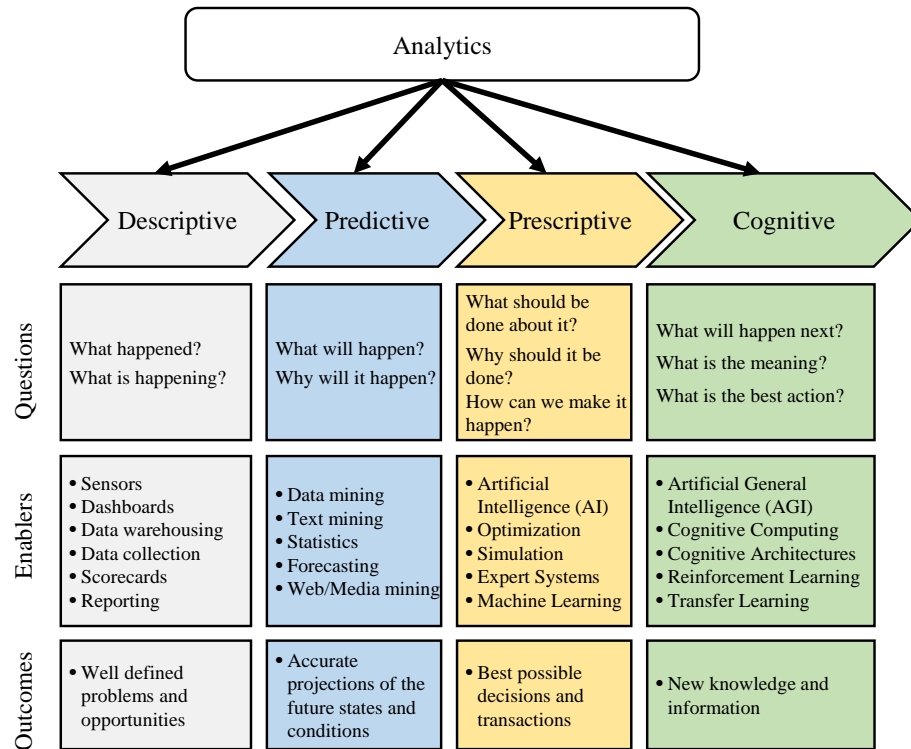 Analytics
Descriptive
Predictive
Prescriptive
Cognitive
Questions
What happened?
What is happening?
What will happen?
Why will it happen?
What should be
done about it?
Why should it be
done?
How can we make it
happen?
What will happen next?
What is the meaning?
What is the best action?
Enablers
• Sensors
• Dashboards
• Data warehousing
• Data collection
• Scorecards
• Reporting
• Data mining
• Text mining
• Statistics
• Forecasting
• Web/Media mining
• Artificial
Intelligence (AI)
• Optimization
• Simulation
• Expert Systems
• Machine Learning
• Artificial General
Intelligence (AGI)
• Cognitive Computing
• Cognitive Architectures
• Reinforcement Learning
• Transfer Learning
Outcomes
• Well defined
problems and
opportunities
• Accurate
projections of the
future states and
conditions
• Best possible
decisions and
transactions
• New knowledge and
information